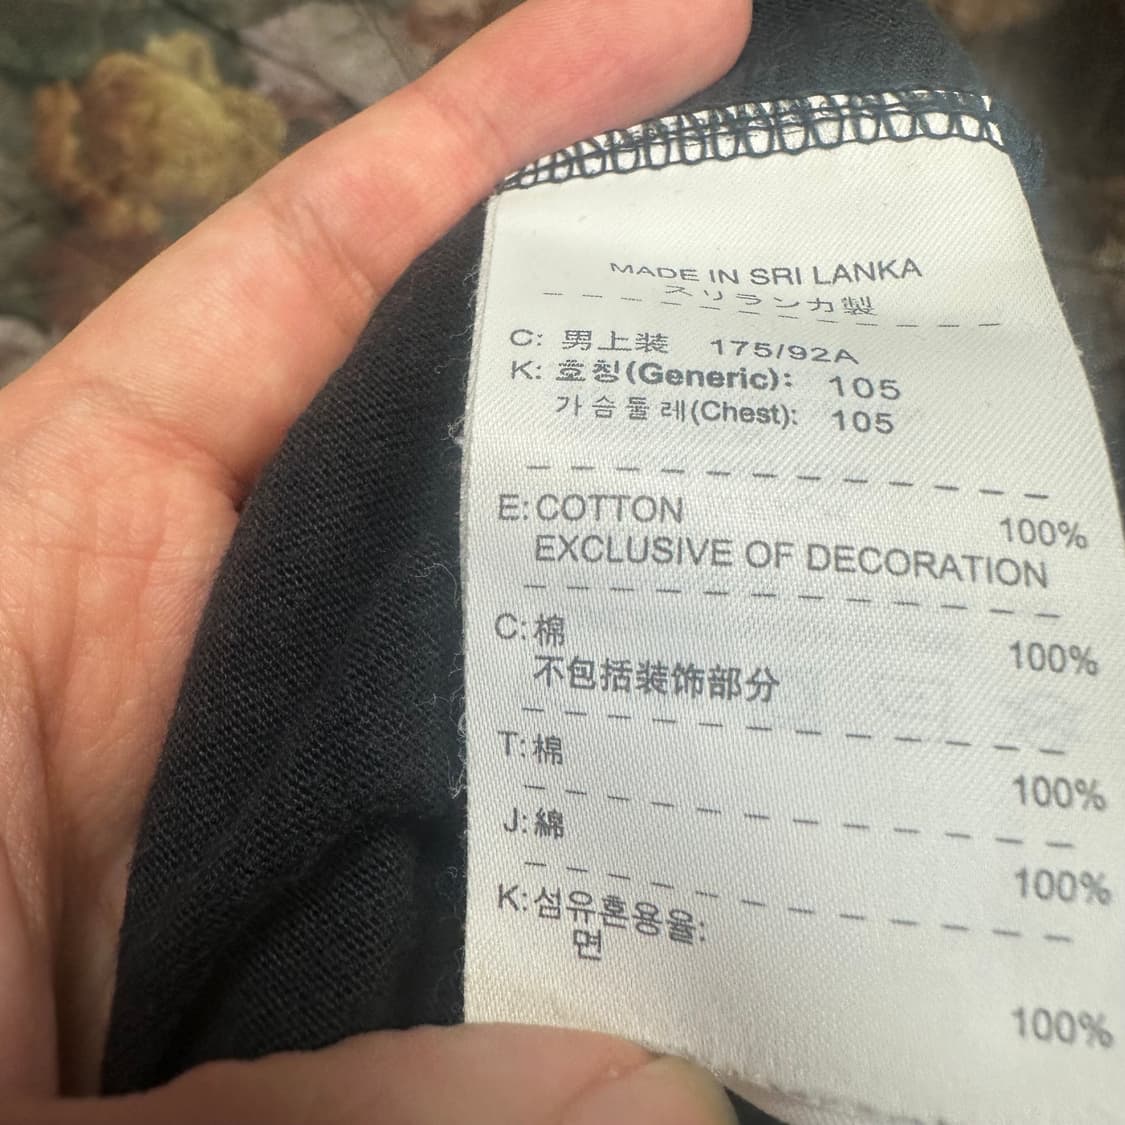 MADE IN SRI LANKA
スリランカ製
C: 男上装 175/92A
K: 호칭(Generic): 105
가슴둘레(Chest): 105
E: COTTON 100%
EXCLUSIVE OF DECORATION
C: 棉 100%
不包括装饰部分
T: 棉 100%
J: 綿 100%
K: 섬유혼용율:
면 100%